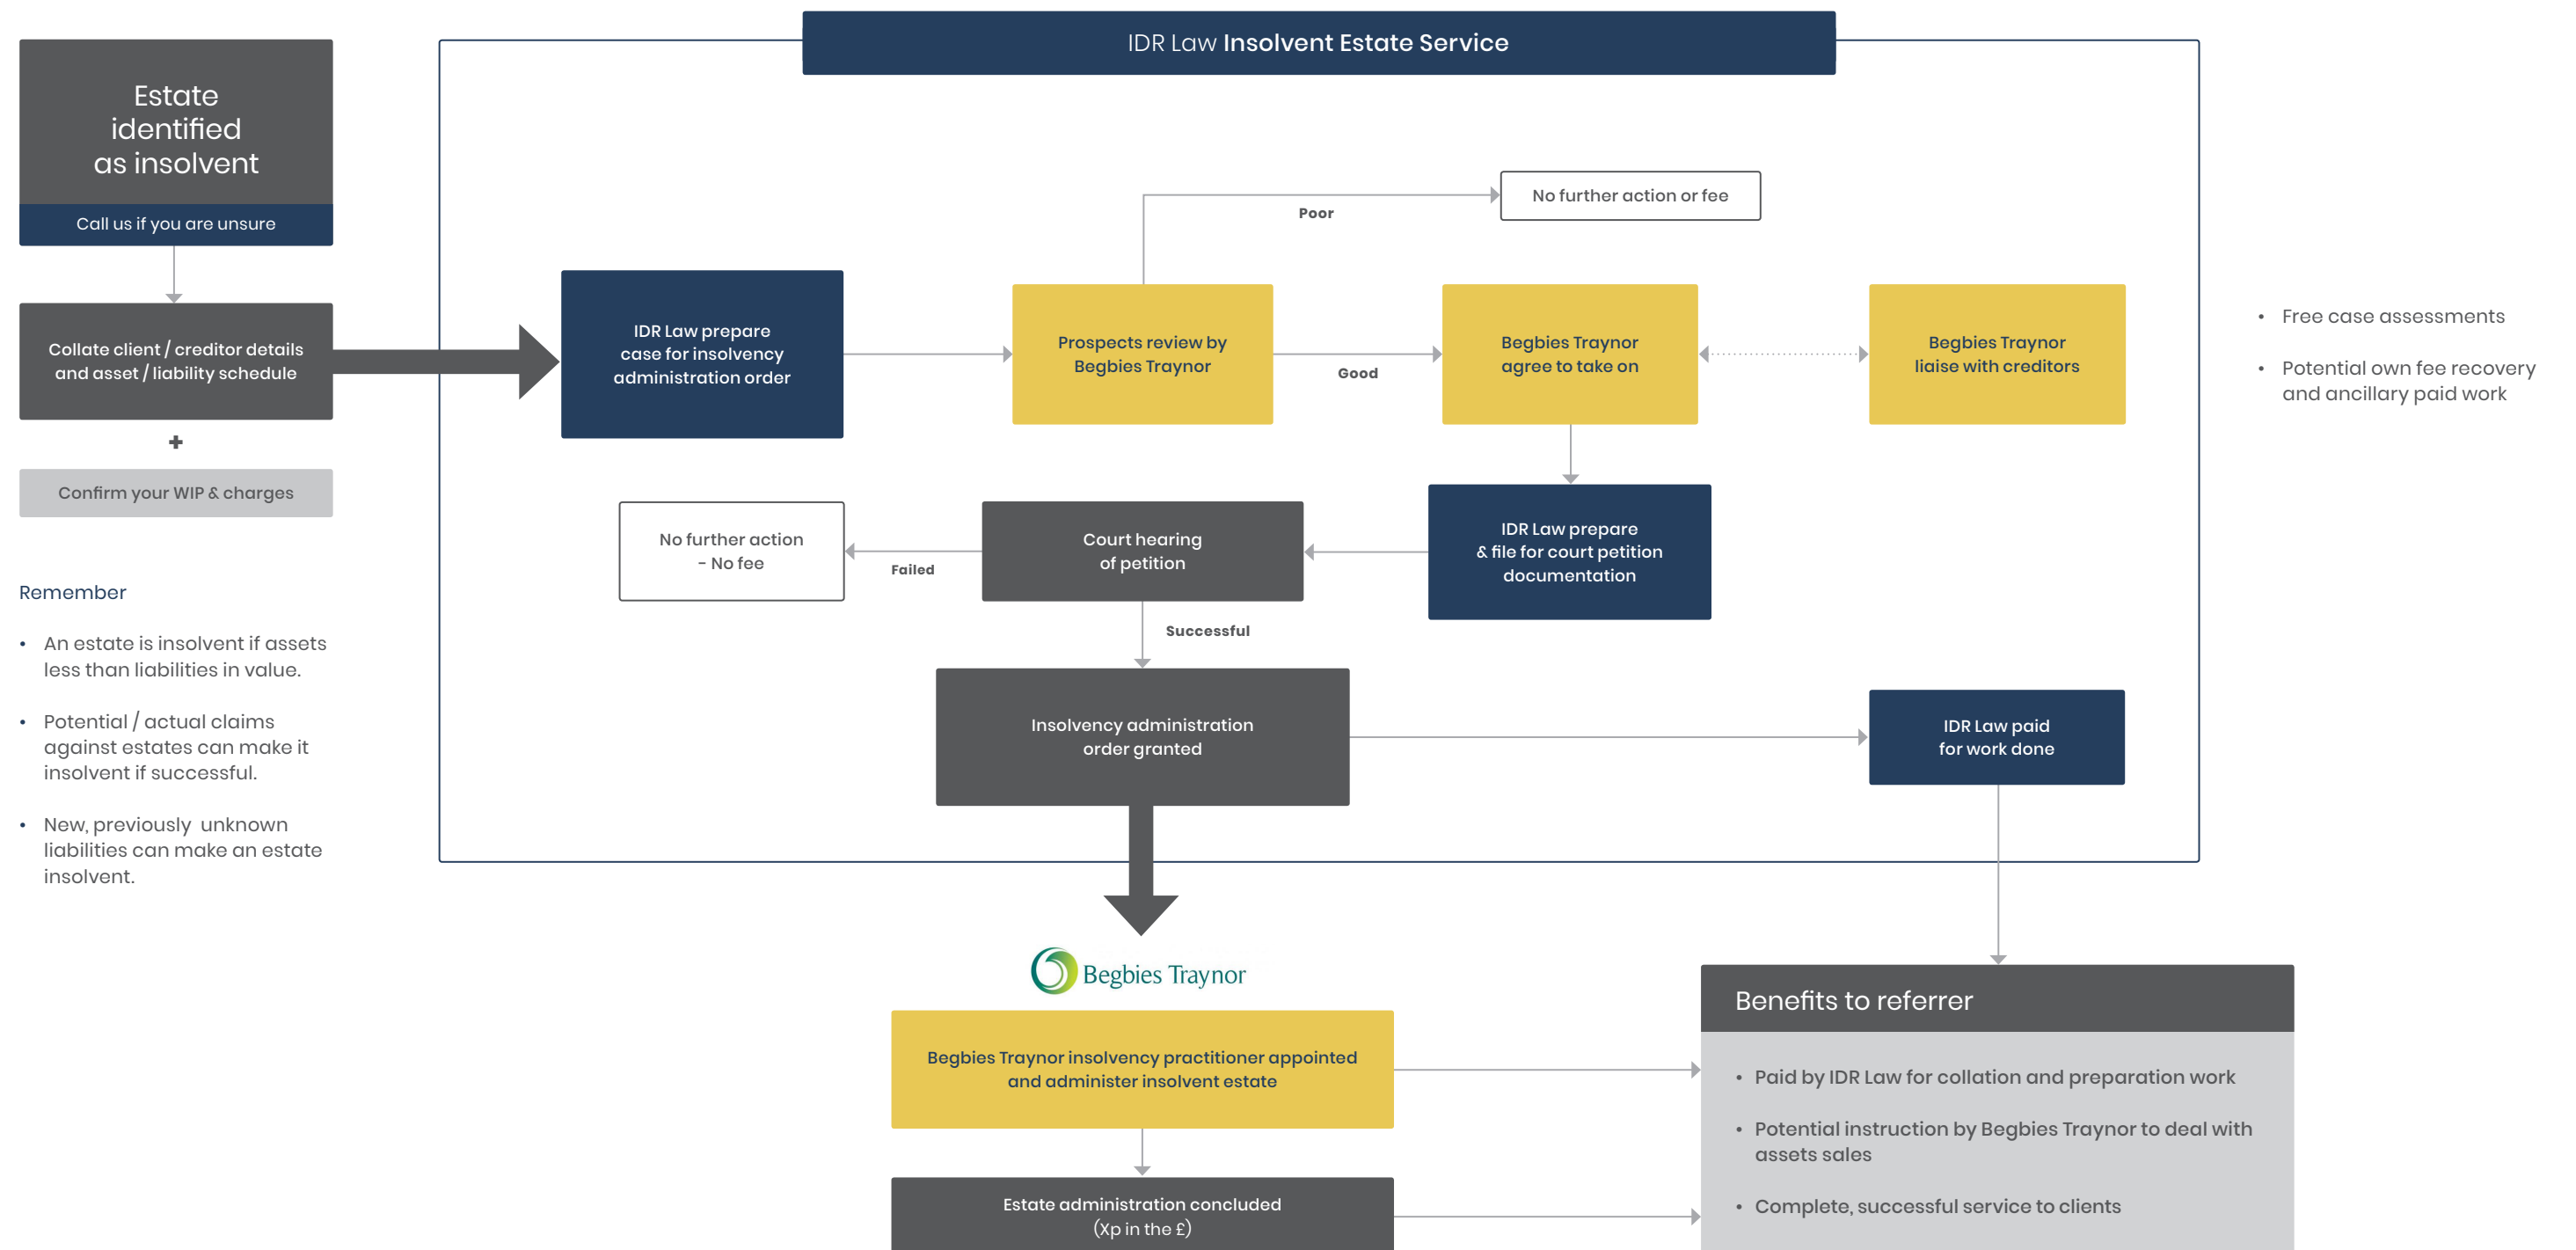 IDR Law Insolvent Estate Service
Estate
identified
as insolvent
Call us if you are unsure
Collate client / creditor details
and asset / liability schedule
+
Confirm your WIP & charges
Remember
• An estate is insolvent if assets
less than liabilities in value.
• Potential / actual claims
against estates can make it
insolvent if successful.
• New, previously unknown
liabilities can make an estate
insolvent.
IDR Law prepare
case for insolvency
administration order
Prospects review by
Begbies Traynor
Poor
No further action or fee
Good
Begbies Traynor
agree to take on
Begbies Traynor
liaise with creditors
• Free case assessments
• Potential own fee recovery
and ancillary paid work
IDR Law prepare
& file for court petition
documentation
Court hearing
of petition
Failed
No further action
- No fee
Successful
Insolvency administration
order granted
IDR Law paid
for work done
Begbies Traynor
Begbies Traynor insolvency practitioner appointed
and administer insolvent estate
Estate administration concluded
(Xp in the £)
Benefits to referrer
• Paid by IDR Law for collation and preparation work
• Potential instruction by Begbies Traynor to deal with
assets sales
• Complete, successful service to clients